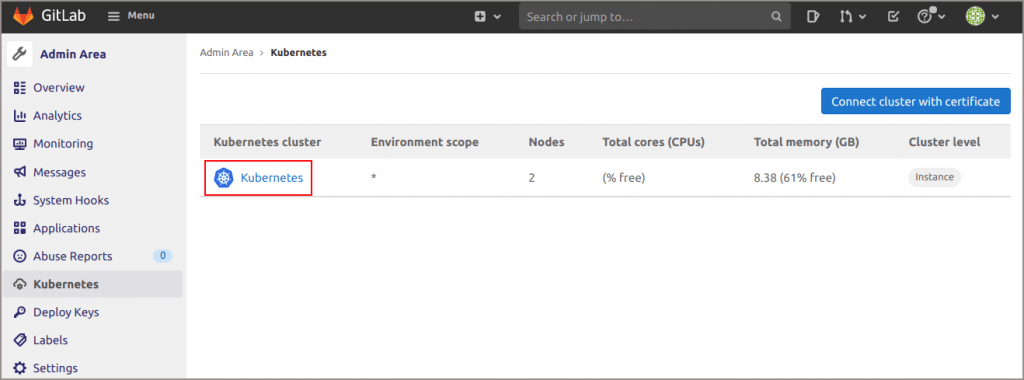 GitLab Menu Search or jump to...
Admin Area
Admin Area > Kubernetes
Overview
Analytics
Monitoring
Messages
System Hooks
Applications
Abuse Reports 0
Kubernetes
Deploy Keys
Labels
Settings
Connect cluster with certificate
Kubernetes cluster Environment scope Nodes Total cores (CPUs) Total memory (GB) Cluster level
Kubernetes * 2 (% free) 8.38 (61% free) Instance